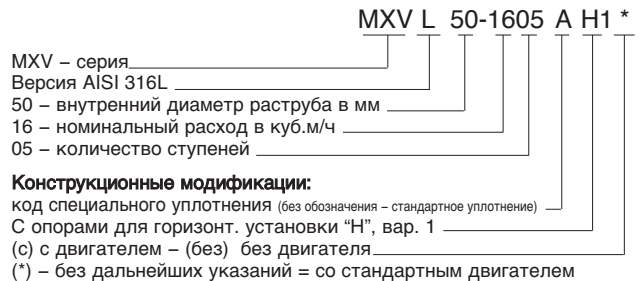 MXV L 50-1605 A H1 *
MXV – серия
Версия AISI 316L
50 – внутренний диаметр раструба в мм
16 – номинальный расход в куб.м/ч
05 – количество ступеней
Конструкционные модификации:
код специального уплотнения (без обозначения – стандартное уплотнение)
С опорами для горизонт. установки “H”, вар. 1
(с) с двигателем – (без) без двигателя
(*) – без дальнейших указаний = со стандартным двигателем